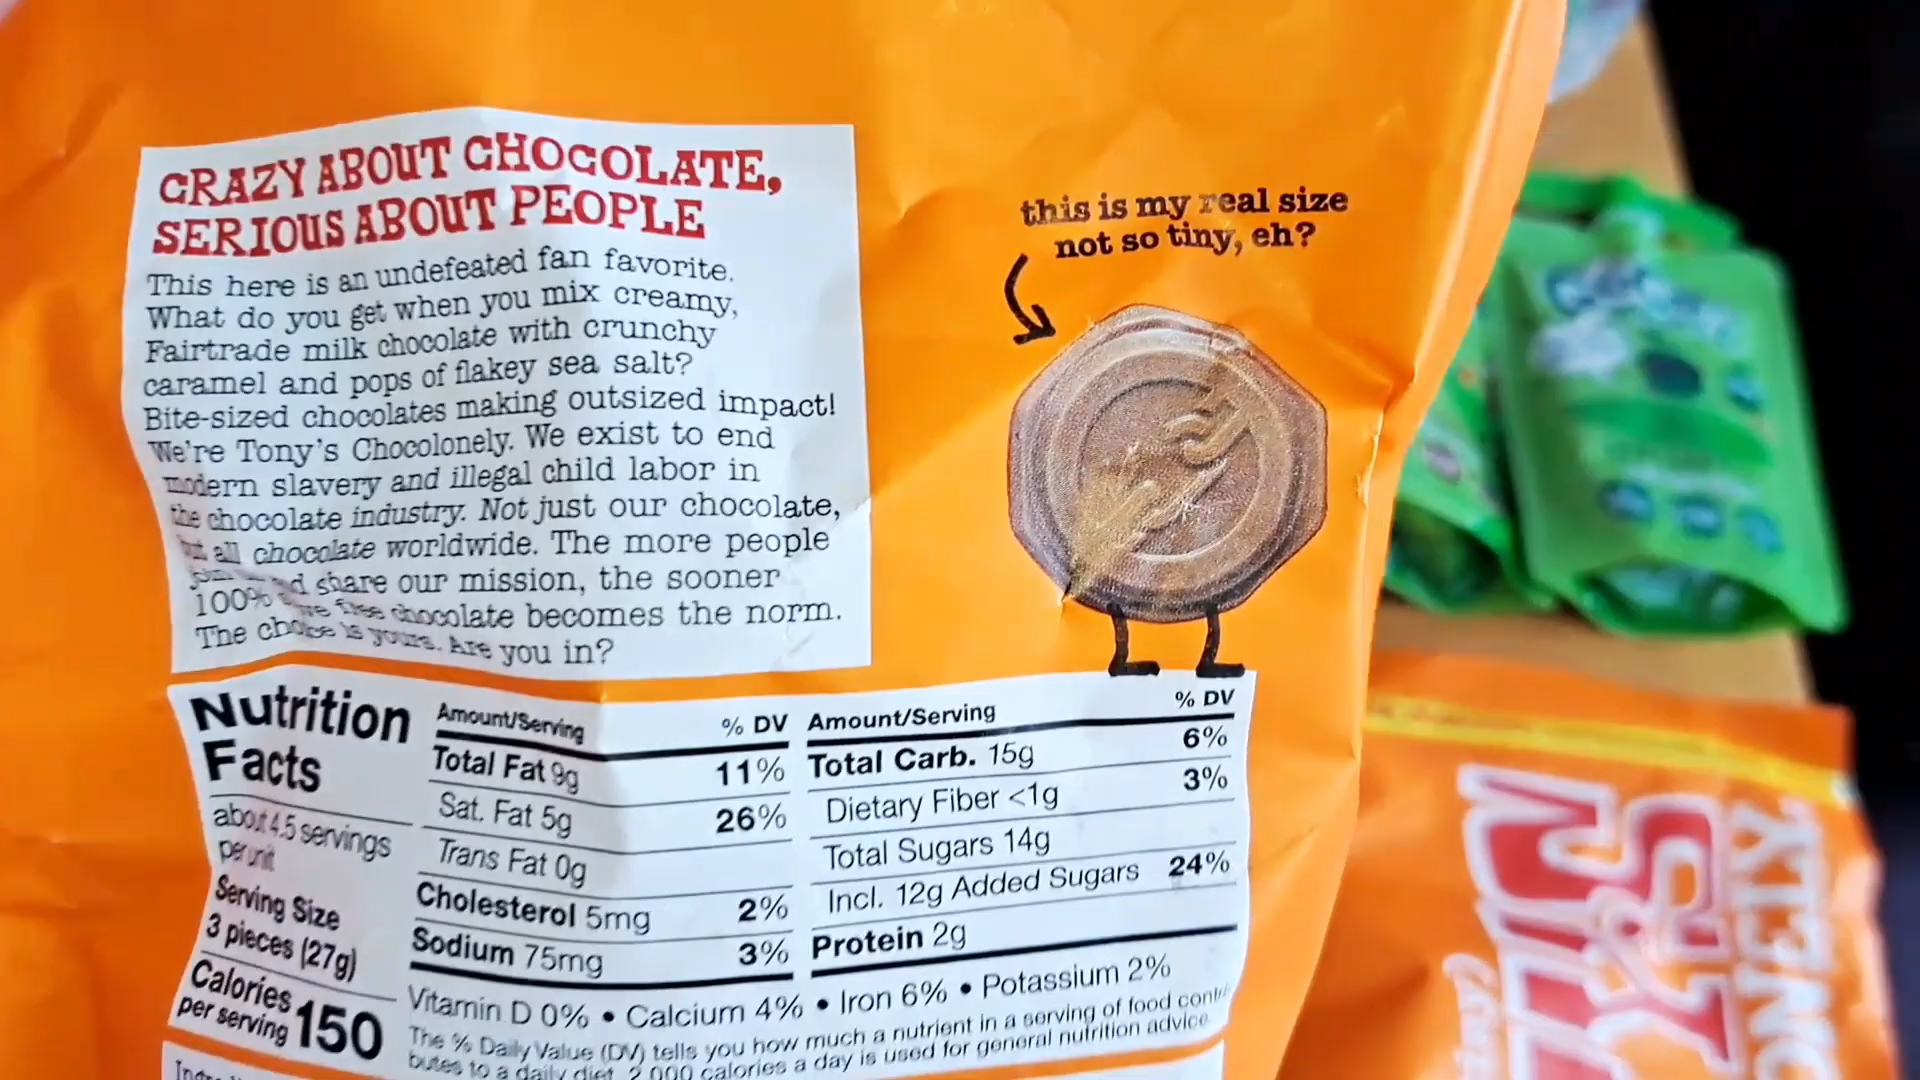 CRAZY ABOUT CHOCOLATE,
SERIOUS ABOUT PEOPLE
This here is an undefeated fan favorite.
What do you get when you mix creamy,
Fairtrade milk chocolate with crunchy
caramel and pops of flakey sea salt?
Bite-sized chocolates making outsized impact!
We're Tony's Chocolonely. We exist to end
modern slavery and illegal child labor in
the chocolate industry. Not just our chocolate,
but all chocolate worldwide. The more people
join and share our mission, the sooner
100% free chocolate becomes the norm.
The choice is yours. Are you in?
this is my real size
not so tiny, eh?
Nutrition
Facts
about 4.5 servings
per unit
Serving Size
3 pieces (27g)
Calories
per serving 150
Amount/Serving % DV
Total Fat 9g 11%
Sat. Fat 5g 26%
Trans Fat 0g
Cholesterol 5mg 2%
Sodium 75mg 3%
Amount/Serving % DV
Total Carb. 15g 6%
Dietary Fiber <1g 3%
Total Sugars 14g
Incl. 12g Added Sugars 24%
Protein 2g
Vitamin D 0% • Calcium 4% • Iron 6% • Potassium 2%
The % Daily Value (DV) tells you how much a nutrient in a serving of food contri
butes to a daily diet. 2,000 calories a day is used for general nutrition advice.